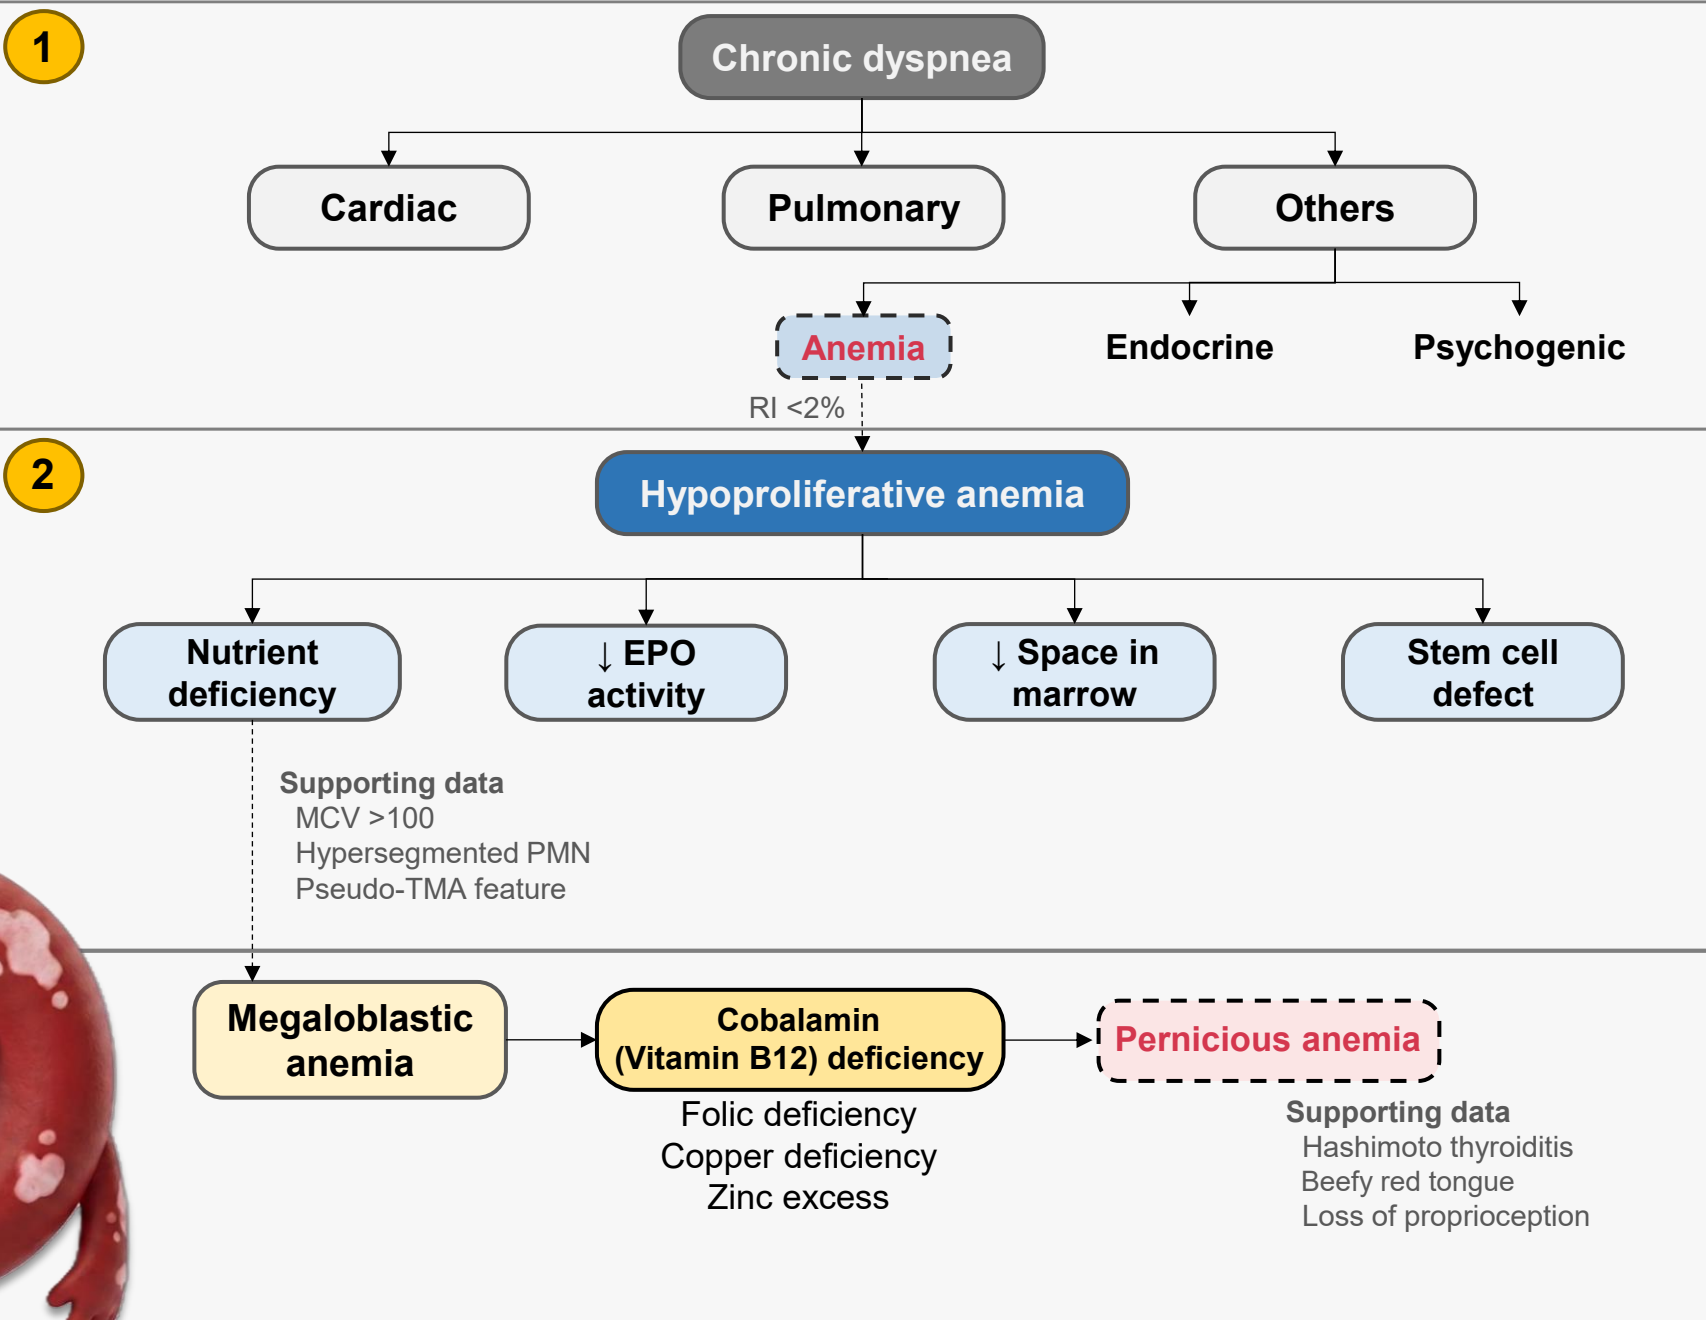 1
Chronic dyspnea
Cardiac
Pulmonary
Others
Anemia
Endocrine
Psychogenic
RI <2%
2
Hypoproliferative anemia
Nutrient
deficiency
↓ EPO
activity
↓ Space in
marrow
Stem cell
defect
Supporting data
MCV >100
Hypersegmented PMN
Pseudo-TMA feature
Megaloblastic
anemia
Cobalamin
(Vitamin B12) deficiency
Folic deficiency
Copper deficiency
Zinc excess
Pernicious anemia
Supporting data
Hashimoto thyroiditis
Beefy red tongue
Loss of proprioception